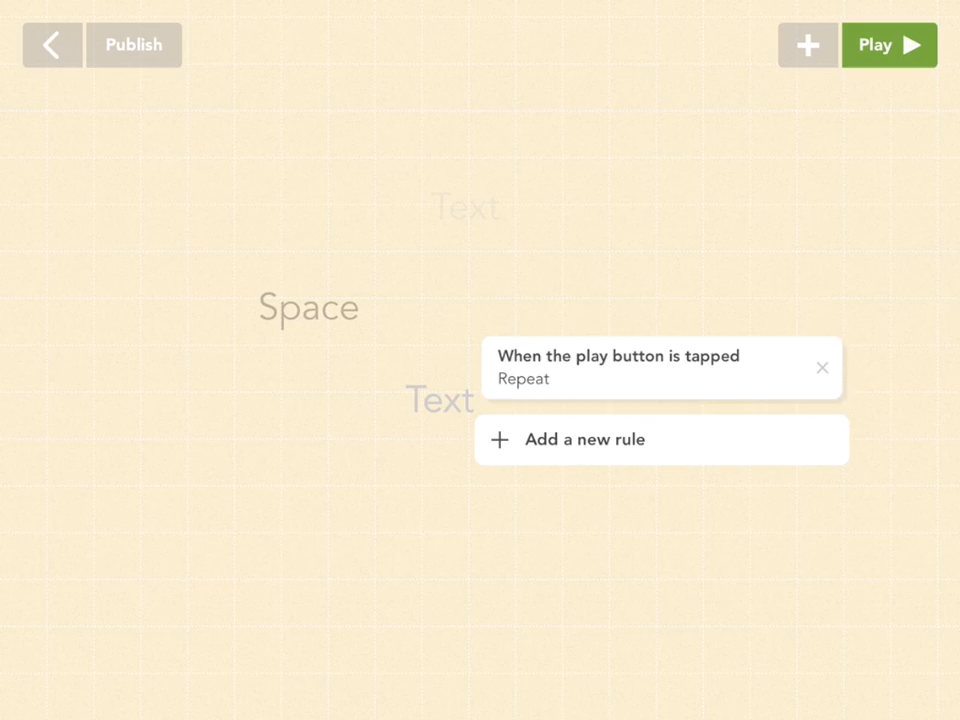 Publish
Play
Text
Space
When the play button is tapped
Repeat
Text
Add a new rule